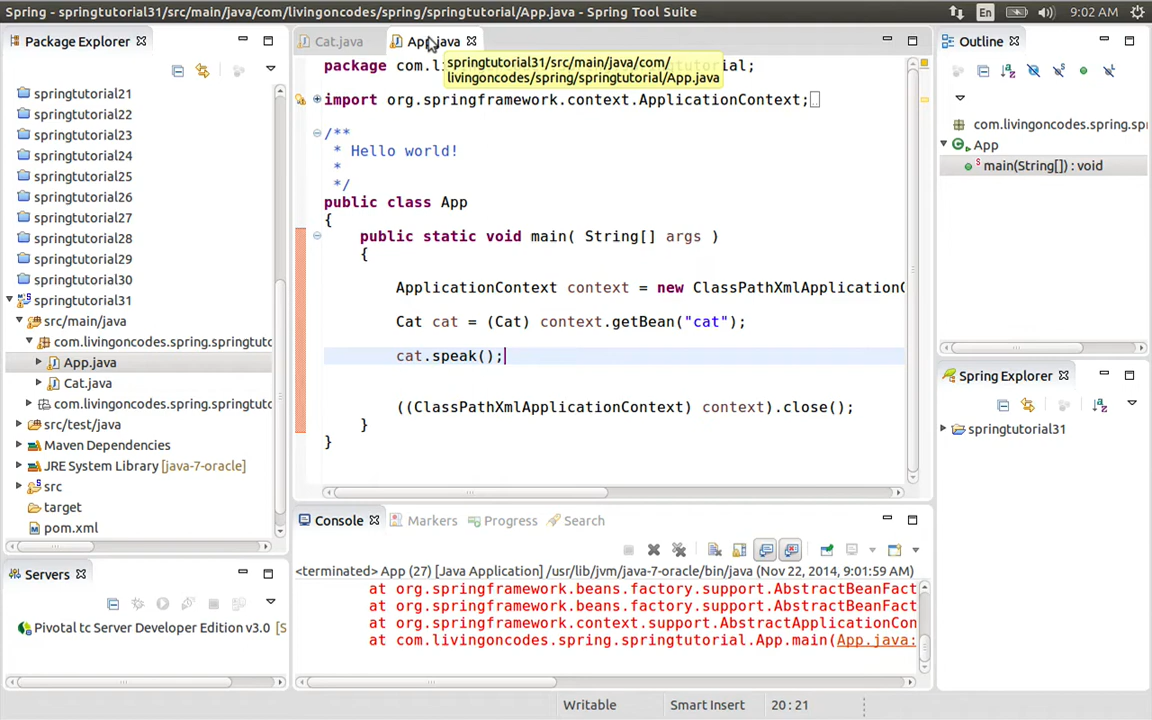 Spring - springtutorial31/src/main/java/com/livingoncodes/spring/springtutorial/App.java - Spring Tool Suite
En
9:02 AM
Package Explorer
springtutorial21
springtutorial22
springtutorial23
springtutorial24
springtutorial25
springtutorial26
springtutorial27
springtutorial28
springtutorial29
springtutorial30
springtutorial31
src/main/java
com.livingoncodes.spring.springtutc
App.java
Cat.java
com.livingoncodes.spring.springtutc
src/test/java
Maven Dependencies
JRE System Library [java-7-oracle]
src
target
pom.xml
Servers
Pivotal tc Server Developer Edition v3.0 [S
Cat.java
App.java
springtutorial31/src/main/java/com/
livingoncodes/spring/springtutorial/App.java
package com.li ial;
import org.springframework.context.ApplicationContext;
/**
* Hello world!
*
*/
public class App
{
public static void main( String[] args )
{
ApplicationContext context = new ClassPathXmlApplicationC
Cat cat = (Cat) context.getBean("cat");
cat.speak();
((ClassPathXmlApplicationContext) context).close();
}
}
Console
Markers
Progress
Search
<terminated> App (27) [Java Application] /usr/lib/jvm/java-7-oracle/bin/java (Nov 22, 2014, 9:01:59 AM)
at org.springframework.beans.factory.support.AbstractBeanFact
at org.springframework.beans.factory.support.AbstractBeanFact
at org.springframework.context.support.AbstractApplicationCon
at com.livingoncodes.spring.springtutorial.App.main(App.java:
Outline
com.livingoncodes.spring.spr
App
main(String[]) : void
Spring Explorer
springtutorial31
Writable
Smart Insert
20 : 21